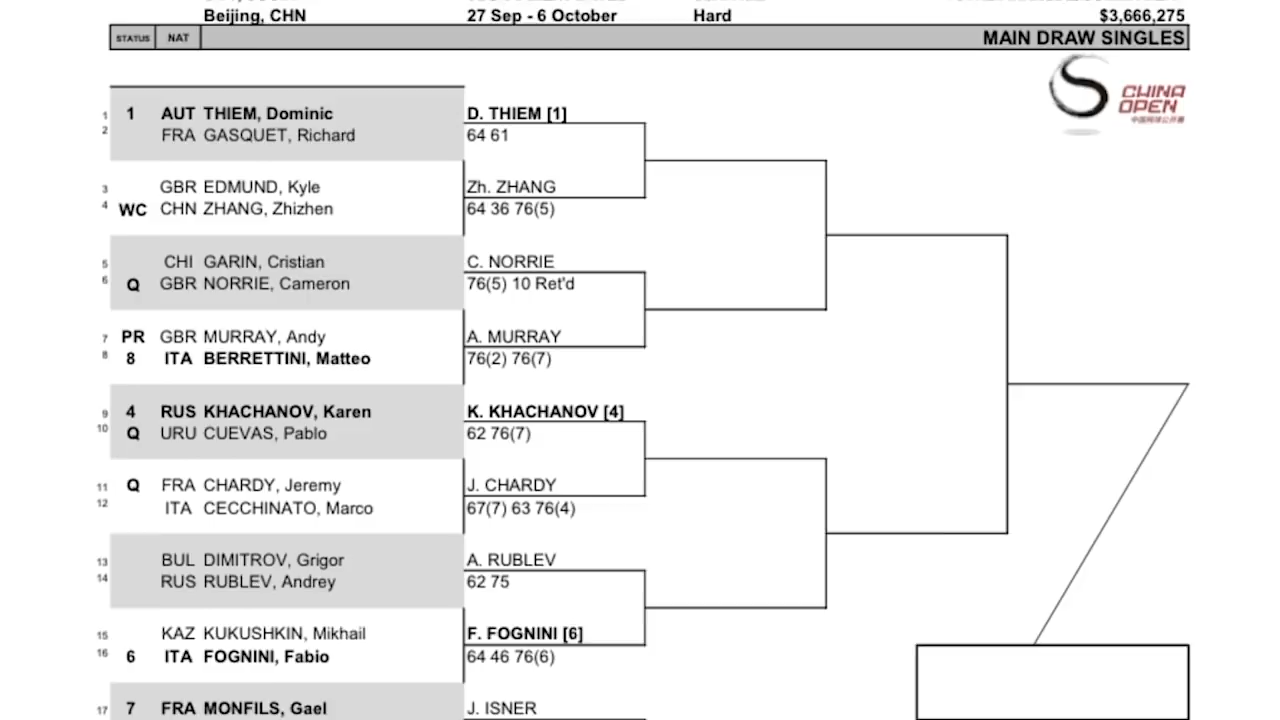 Beijing, CHN 27 Sep - 6 October Hard $3,666,275
STATUS NAT MAIN DRAW SINGLES
CHINA
OPEN
中国网球公开赛
1 1 AUT THIEM, Dominic D. THIEM [1]
2 FRA GASQUET, Richard 64 61
3 GBR EDMUND, Kyle Zh. ZHANG
4 WC CHN ZHANG, Zhizhen 64 36 76(5)
5 CHI GARIN, Cristian C. NORRIE
6 Q GBR NORRIE, Cameron 76(5) 10 Ret'd
7 PR GBR MURRAY, Andy A. MURRAY
8 8 ITA BERRETTINI, Matteo 76(2) 76(7)
9 4 RUS KHACHANOV, Karen K. KHACHANOV [4]
10 Q URU CUEVAS, Pablo 62 76(7)
11 Q FRA CHARDY, Jeremy J. CHARDY
12 ITA CECCHINATO, Marco 67(7) 63 76(4)
13 BUL DIMITROV, Grigor A. RUBLEV
14 RUS RUBLEV, Andrey 62 75
15 KAZ KUKUSHKIN, Mikhail F. FOGNINI [6]
16 6 ITA FOGNINI, Fabio 64 46 76(6)
17 7 FRA MONFILS, Gael J. ISNER